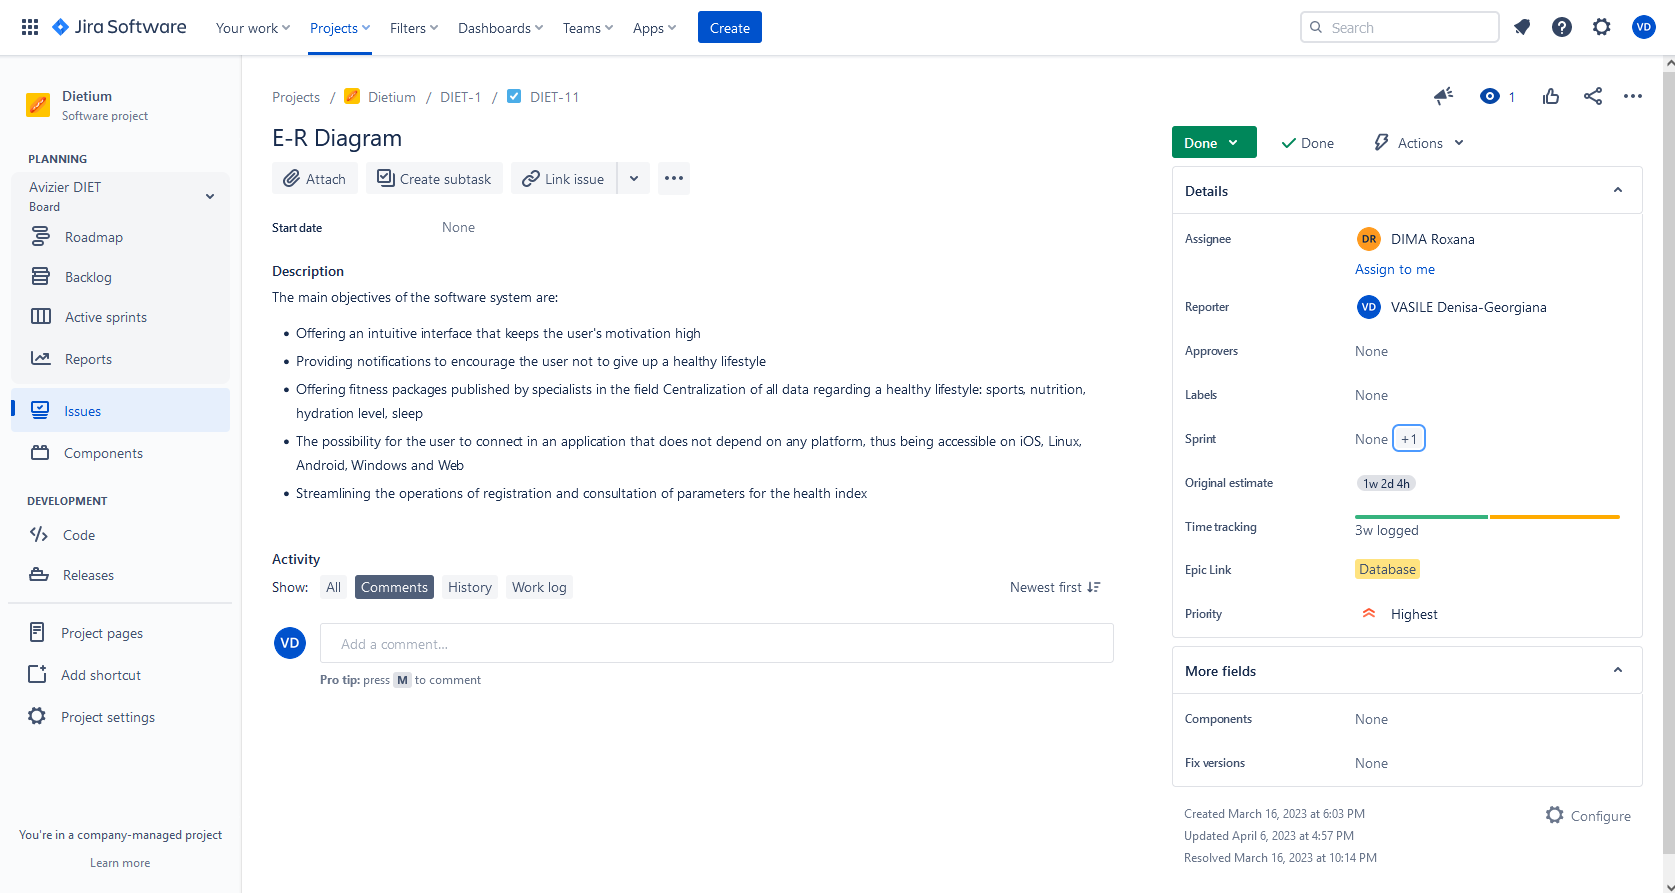 Jira Software
Your work
Projects
Filters
Dashboards
Teams
Apps
Create
Search
VD
Dietium
Software project
PLANNING
Avizier DIET
Board
Roadmap
Backlog
Active sprints
Reports
Issues
Components
DEVELOPMENT
Code
Releases
Project pages
Add shortcut
Project settings
You're in a company-managed project
Learn more
Projects / Dietium / DIET-1 / DIET-11
E-R Diagram
Attach
Create subtask
Link issue
Start date
None
Description
The main objectives of the software system are:
• Offering an intuitive interface that keeps the user's motivation high
• Providing notifications to encourage the user not to give up a healthy lifestyle
• Offering fitness packages published by specialists in the field Centralization of all data regarding a healthy lifestyle: sports, nutrition,
hydration level, sleep
• The possibility for the user to connect in an application that does not depend on any platform, thus being accessible on iOS, Linux,
Android, Windows and Web
• Streamlining the operations of registration and consultation of parameters for the health index
Activity
Show:
All
Comments
History
Work log
Newest first
VD
Add a comment...
Pro tip: press M to comment
1
Done
Done
Actions
Details
Assignee
DR
DIMA Roxana
Assign to me
Reporter
VD
VASILE Denisa-Georgiana
Approvers
None
Labels
None
Sprint
None +1
Original estimate
1w 2d 4h
Time tracking
3w logged
Epic Link
Database
Priority
Highest
More fields
Components
None
Fix versions
None
Created March 16, 2023 at 6:03 PM
Updated April 6, 2023 at 4:57 PM
Resolved March 16, 2023 at 10:14 PM
Configure